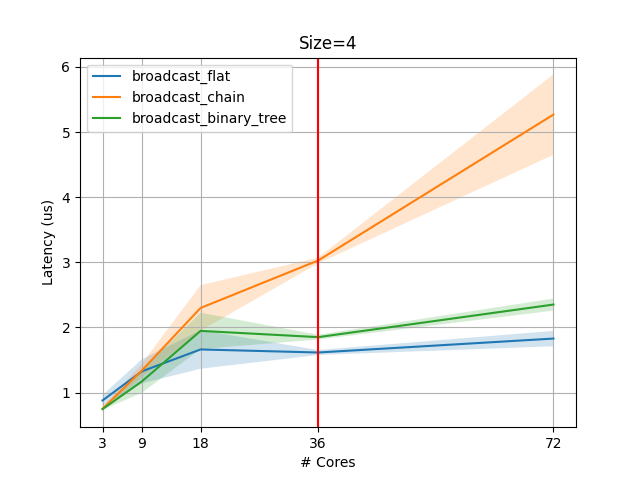 Size=4
broadcast_flat
broadcast_chain
broadcast_binary_tree
Latency (us)
6
5
4
3
2
1
3 9 18 36 72
# Cores